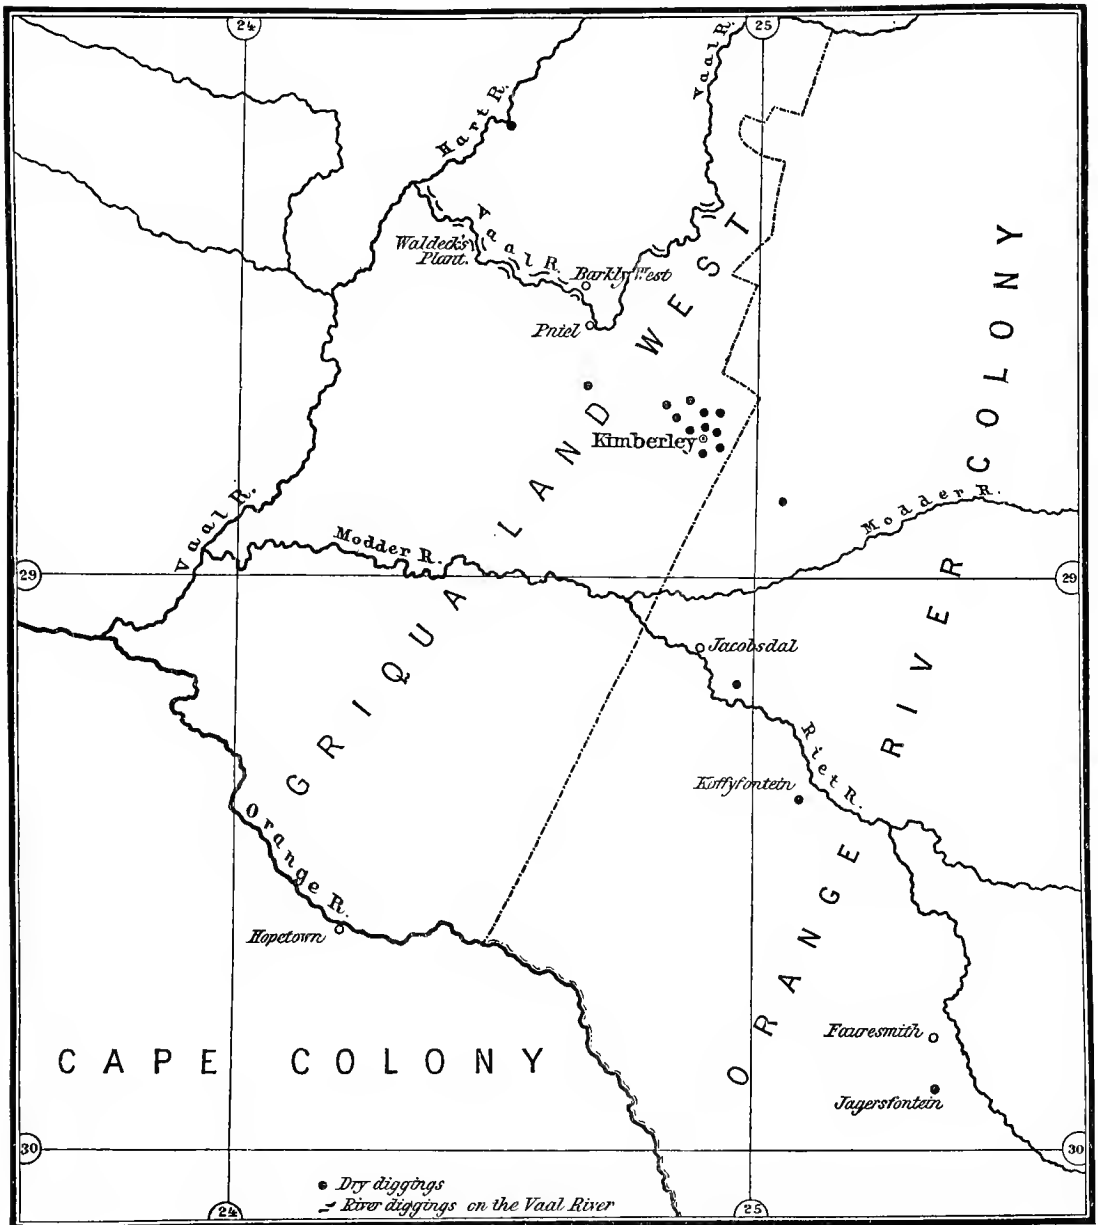 24
25
Hart R.
Vaal R.
Waldeck's
Plant.
Vaal R.
Barkly West
Pniel
GRIQUA LAND WEST
Kimberley
Vaal R.
Modder R.
Modder R.
29
29
Jacobsdal
Riet R.
Koffyfontein
Orange R.
Hopetown
ORANGE RIVER COLONY
Fauresmith
Jagersfontein
CAPE COLONY
30
30
Dry diggings
River diggings on the Vaal River
24
25